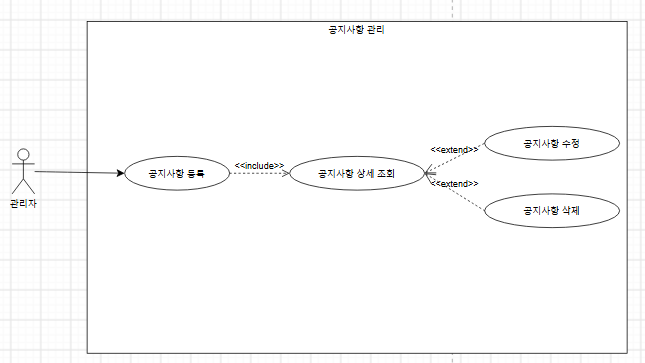 공지사항 관리
관리자
공지사항 등록
<<include>>
공지사항 상세 조회
<<extend>>
<<extend>>
공지사항 수정
공지사항 삭제